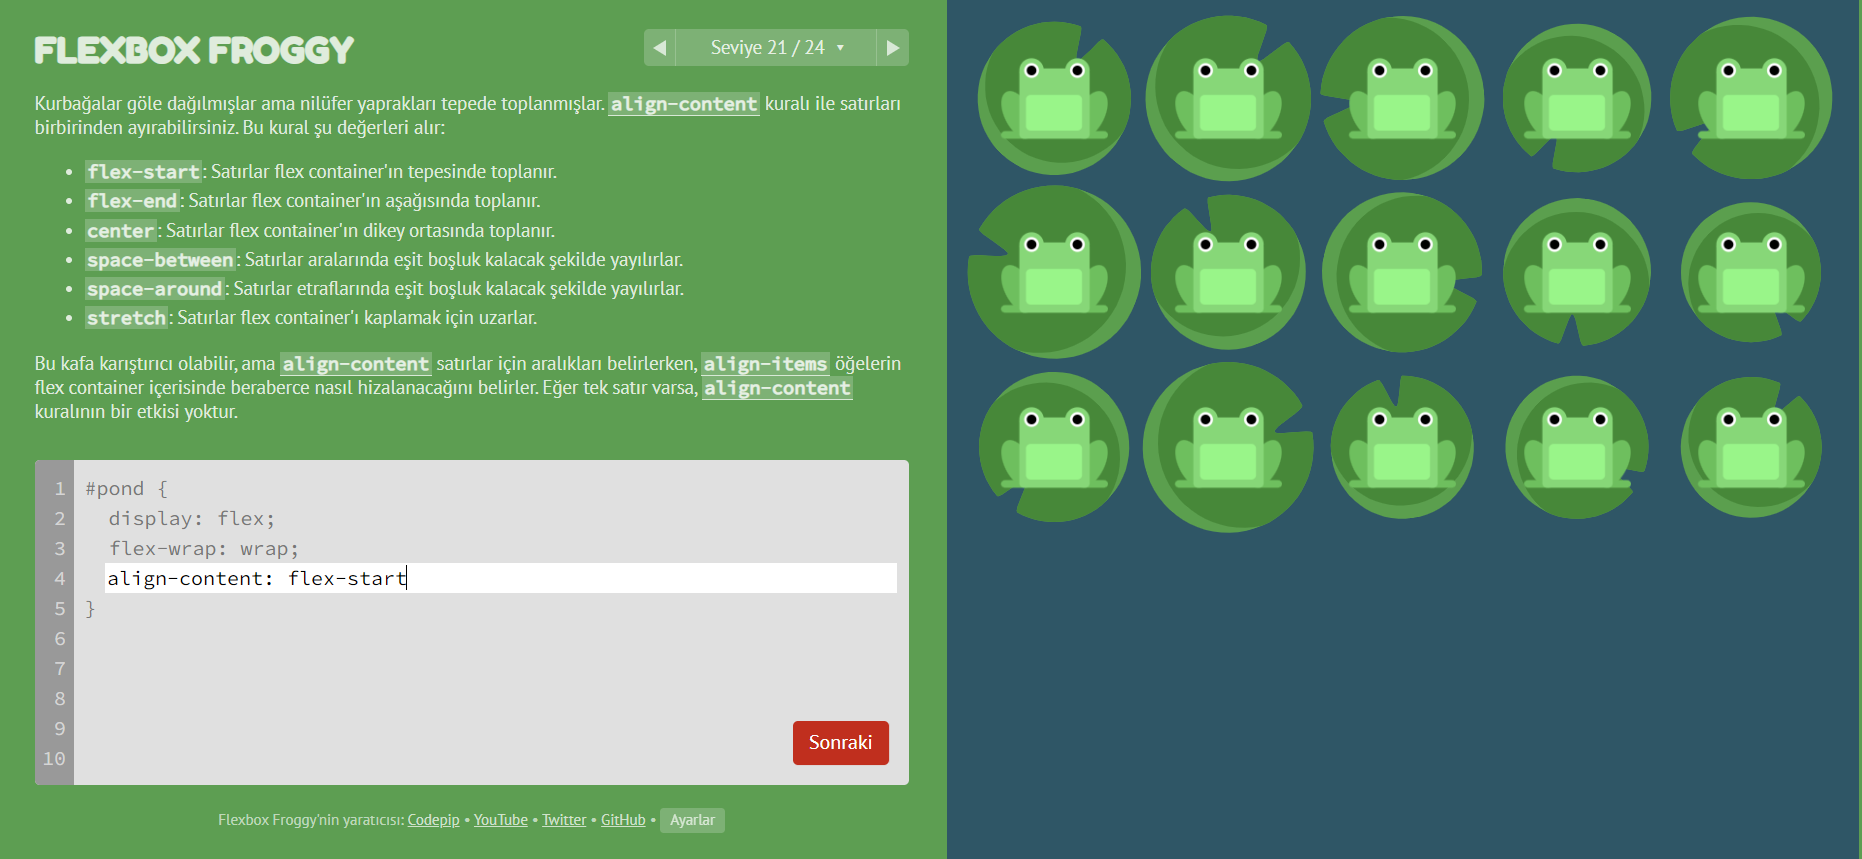 FLEXBOX FROGGY
◀ Seviye 21 / 24 ▾ ▶
Kurbağalar göle dağılmışlar ama nilüfer yaprakları tepede toplanmışlar. align-content kuralı ile satırları
birbirinden ayırabilirsiniz. Bu kural şu değerleri alır:
• flex-start: Satırlar flex container'ın tepesinde toplanır.
• flex-end: Satırlar flex container'ın aşağısında toplanır.
• center: Satırlar flex container'ın dikey ortasında toplanır.
• space-between: Satırlar aralarında eşit boşluk kalacak şekilde yayılırlar.
• space-around: Satırlar etraflarında eşit boşluk kalacak şekilde yayılırlar.
• stretch: Satırlar flex container'ı kaplamak için uzarlar.
Bu kafa karıştırıcı olabilir, ama align-content satırlar için aralıkları belirlerken, align-items öğelerin
flex container içerisinde beraberce nasıl hizalanacağını belirler. Eğer tek satır varsa, align-content
kuralının bir etkisi yoktur.
1 #pond {
2 display: flex;
3 flex-wrap: wrap;
4 align-content: flex-start
5 }
6
7
8
9
10
Sonraki
Flexbox Froggy'nin yaratıcısı: Codepip • YouTube • Twitter • GitHub • Ayarlar